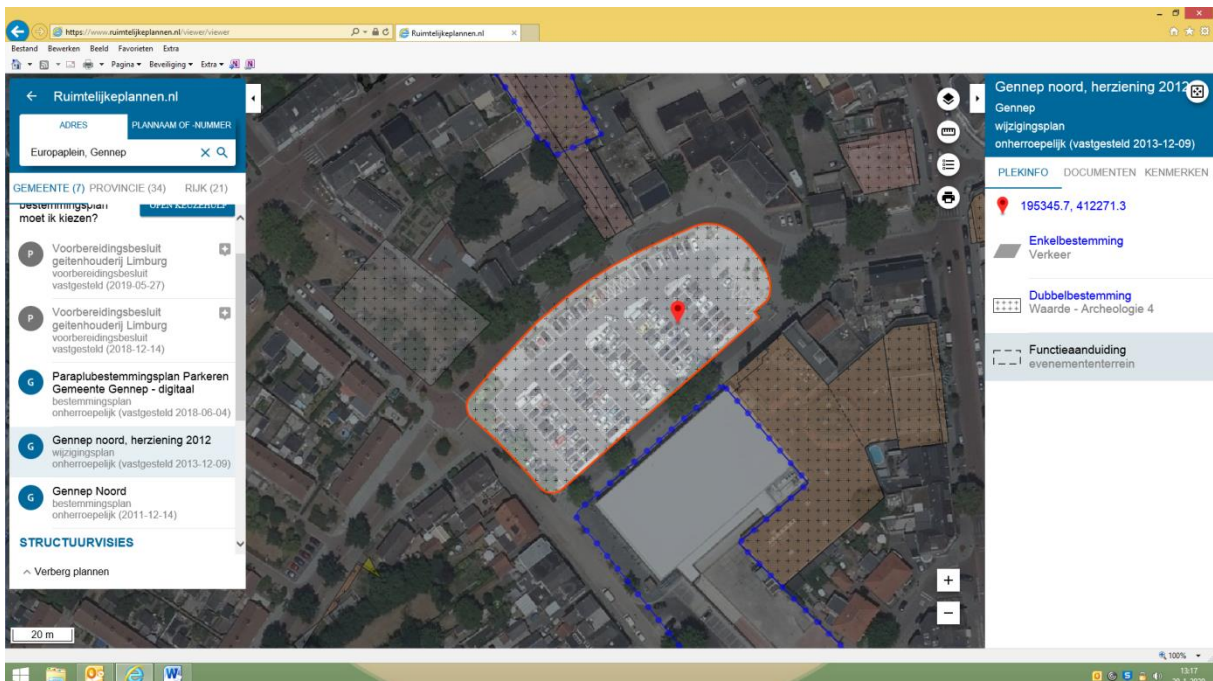 https://www.ruimtelijkeplannen.nl/viewer/viewer
Ruimtelijkeplannen.nl
Bestand Bewerken Beeld Favorieten Extra
Pagina Beveiliging Extra
Ruimtelijkeplannen.nl
ADRES PLANNAAM OF -NUMMER
Europaplein, Gennep
GEMEENTE (7) PROVINCIE (34) RIJK (21)
bestemmingsplan
moet ik kiezen?
OPEN KEUZEHULP
P Voorbereidingsbesluit
geitenhouderij Limburg
voorbereidingsbesluit
vastgesteld (2019-05-27)
P Voorbereidingsbesluit
geitenhouderij Limburg
voorbereidingsbesluit
vastgesteld (2018-12-14)
G Paraplubestemmingsplan Parkeren
Gemeente Gennep - digitaal
bestemmingsplan
onherroepelijk (vastgesteld 2018-06-04)
G Gennep noord, herziening 2012
wijzigingsplan
onherroepelijk (vastgesteld 2013-12-09)
G Gennep Noord
bestemmingsplan
onherroepelijk (2011-12-14)
STRUCTUURVISIES
Verberg plannen
20 m
Gennep noord, herziening 2012
Gennep
wijzigingsplan
onherroepelijk (vastgesteld 2013-12-09)
PLEKINFO DOCUMENTEN KENMERKEN
195345.7, 412271.3
Enkelbestemming
Verkeer
Dubbelbestemming
Waarde - Archeologie 4
Functieaanduiding
evenemententerrein
100%
13:17